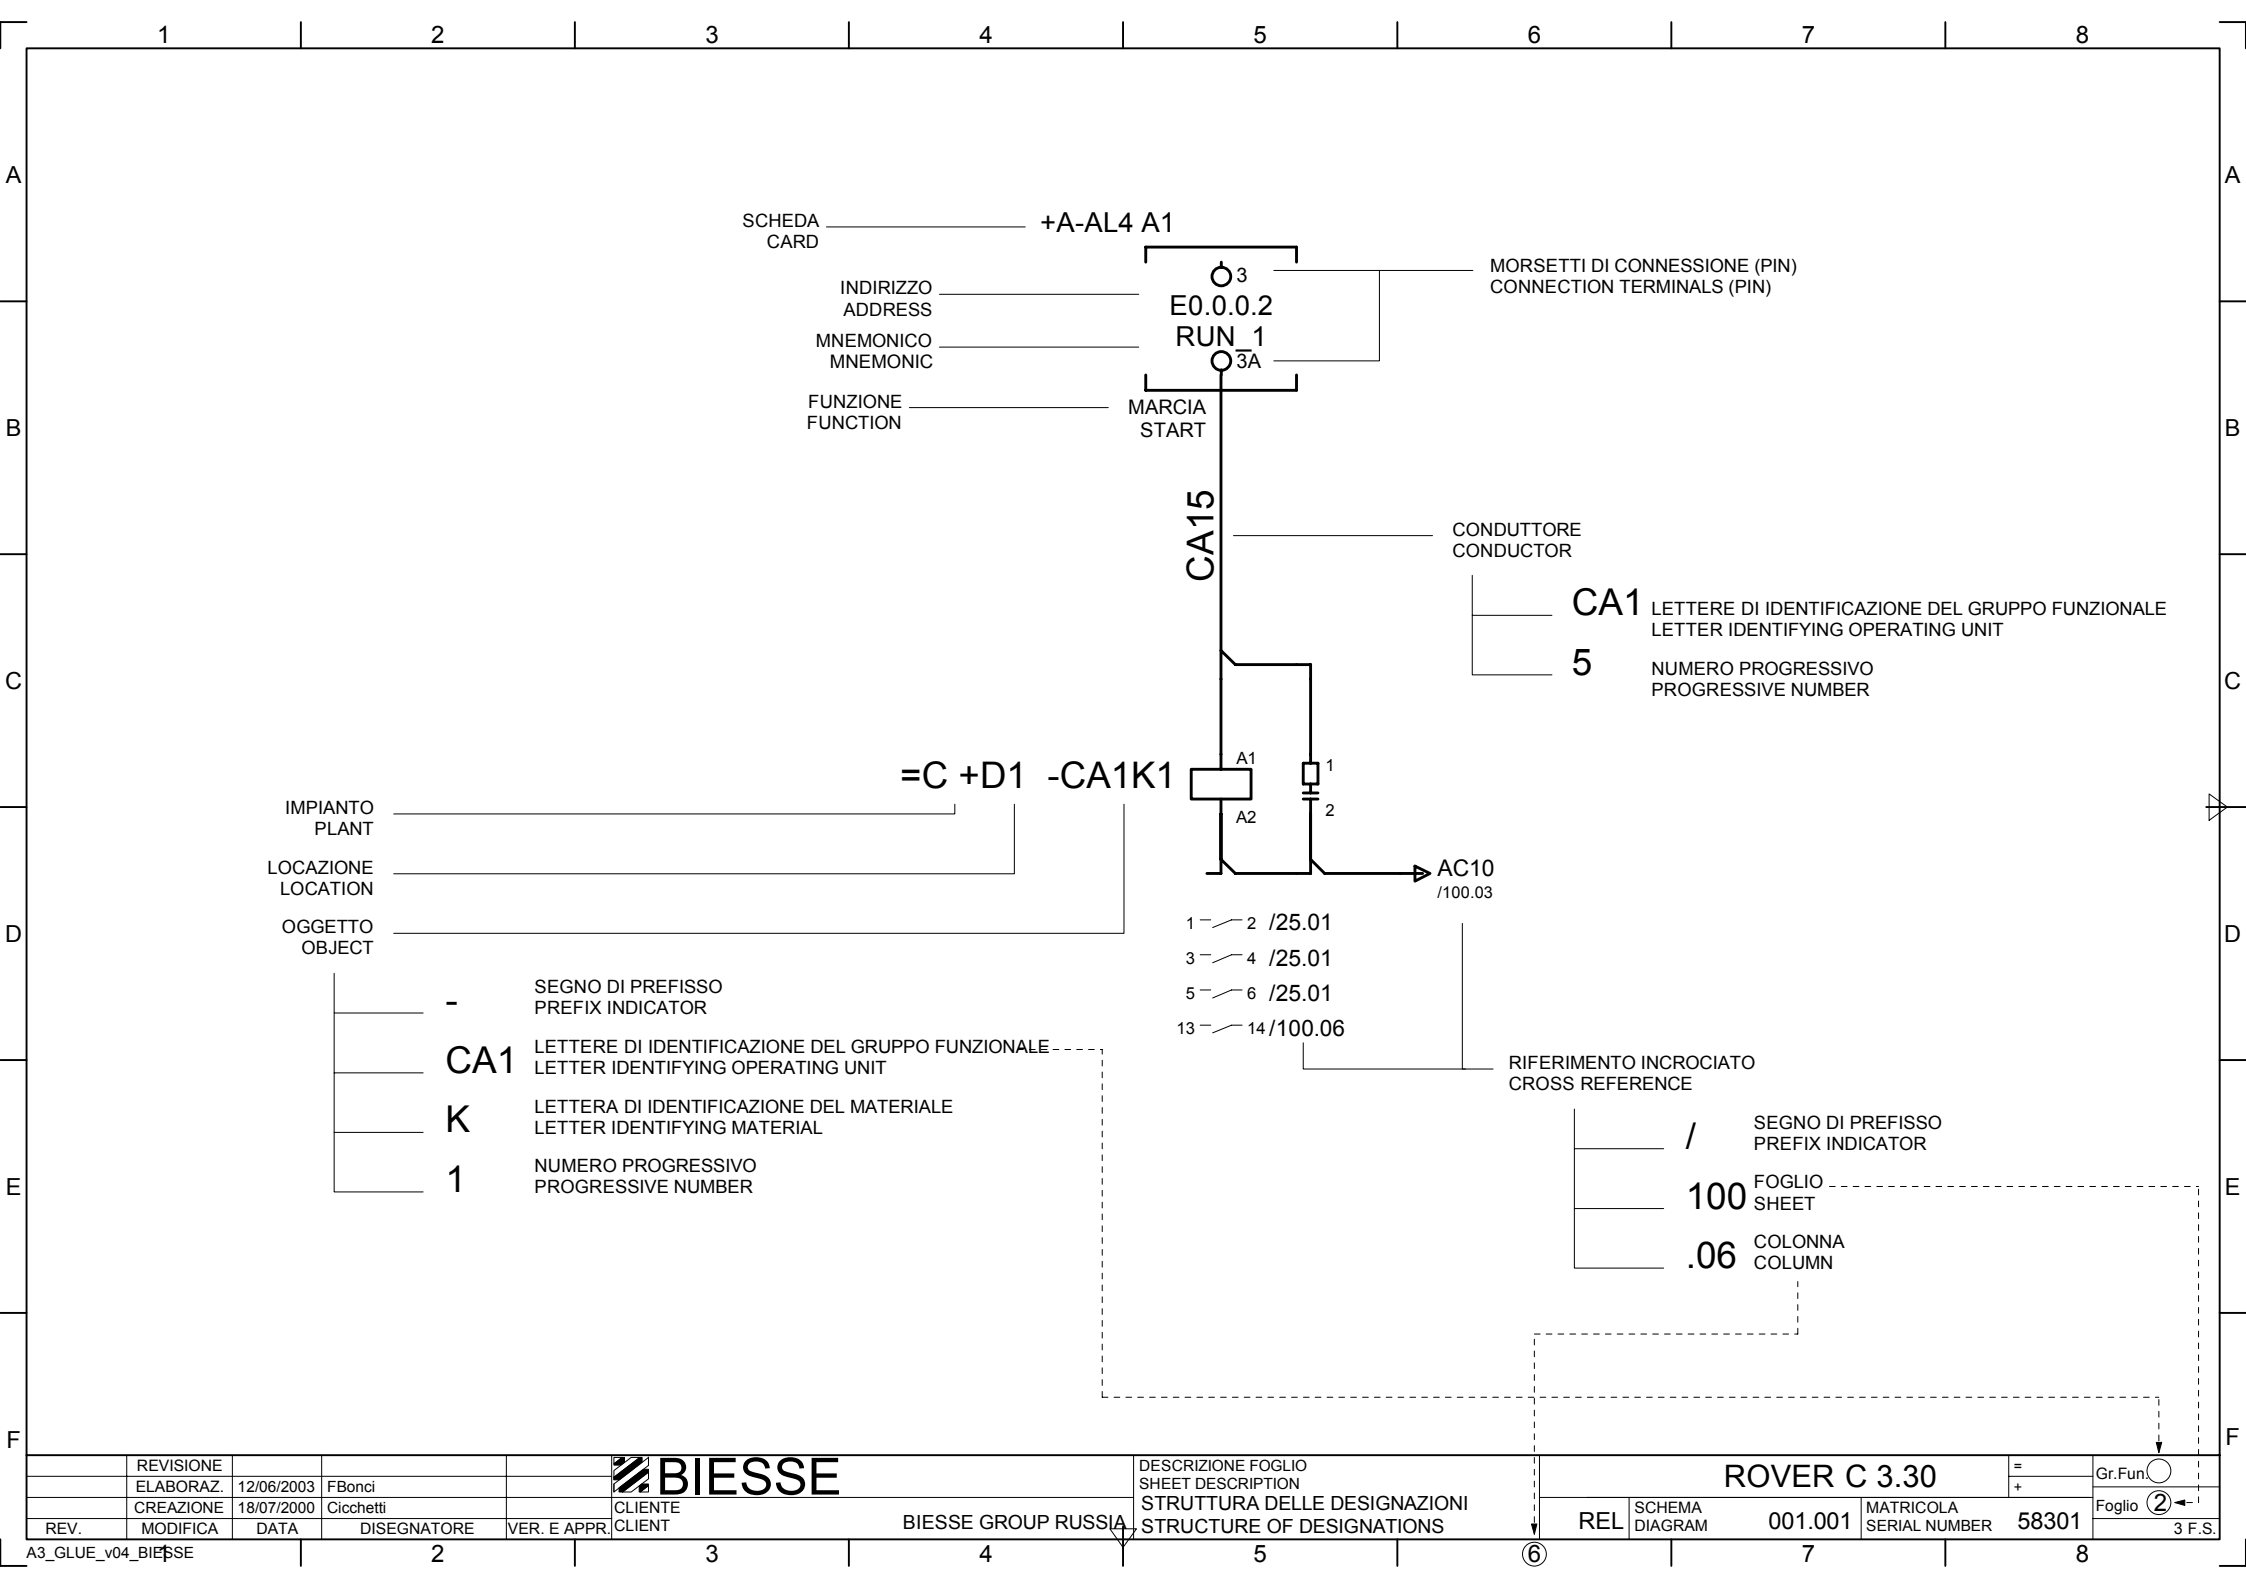 1 2 3 4 5 6 7 8
A A
SCHEDA
CARD
+A-AL4 A1
INDIRIZZO
ADDRESS
MNEMONICO
MNEMONIC
FUNZIONE
FUNCTION
3
E0.0.0.2
RUN_1
3A
MARCIA
START
MORSETTI DI CONNESSIONE (PIN)
CONNECTION TERMINALS (PIN)
B B
CA15
CONDUTTORE
CONDUCTOR
CA1 LETTERE DI IDENTIFICAZIONE DEL GRUPPO FUNZIONALE
LETTER IDENTIFYING OPERATING UNIT
5 NUMERO PROGRESSIVO
PROGRESSIVE NUMBER
C C
=C +D1 -CA1K1
A1
A2
1
2
IMPIANTO
PLANT
LOCAZIONE
LOCATION
OGGETTO
OBJECT
AC10
/100.03
D D
1 2 /25.01
3 4 /25.01
5 6 /25.01
13 14 /100.06
- SEGNO DI PREFISSO
PREFIX INDICATOR
CA1 LETTERE DI IDENTIFICAZIONE DEL GRUPPO FUNZIONALE
LETTER IDENTIFYING OPERATING UNIT
K LETTERA DI IDENTIFICAZIONE DEL MATERIALE
LETTER IDENTIFYING MATERIAL
1 NUMERO PROGRESSIVO
PROGRESSIVE NUMBER
RIFERIMENTO INCROCIATO
CROSS REFERENCE
/ SEGNO DI PREFISSO
PREFIX INDICATOR
100 FOGLIO
SHEET
.06 COLONNA
COLUMN
E E
F F
REVISIONE
ELABORAZ. 12/06/2003 FBonci
CREAZIONE 18/07/2000 Cicchetti
REV. MODIFICA DATA DISEGNATORE VER. E APPR.
BIESSE
CLIENTE
CLIENT
BIESSE GROUP RUSSIA
DESCRIZIONE FOGLIO
SHEET DESCRIPTION
STRUTTURA DELLE DESIGNAZIONI
STRUCTURE OF DESIGNATIONS
ROVER C 3.30
REL SCHEMA
DIAGRAM
001.001
MATRICOLA
SERIAL NUMBER
58301
=
+
Gr.Fun.
Foglio 2
3 F.S.
A3_GLUE_v04_BIESSE
1 2 3 4 5 6 7 8